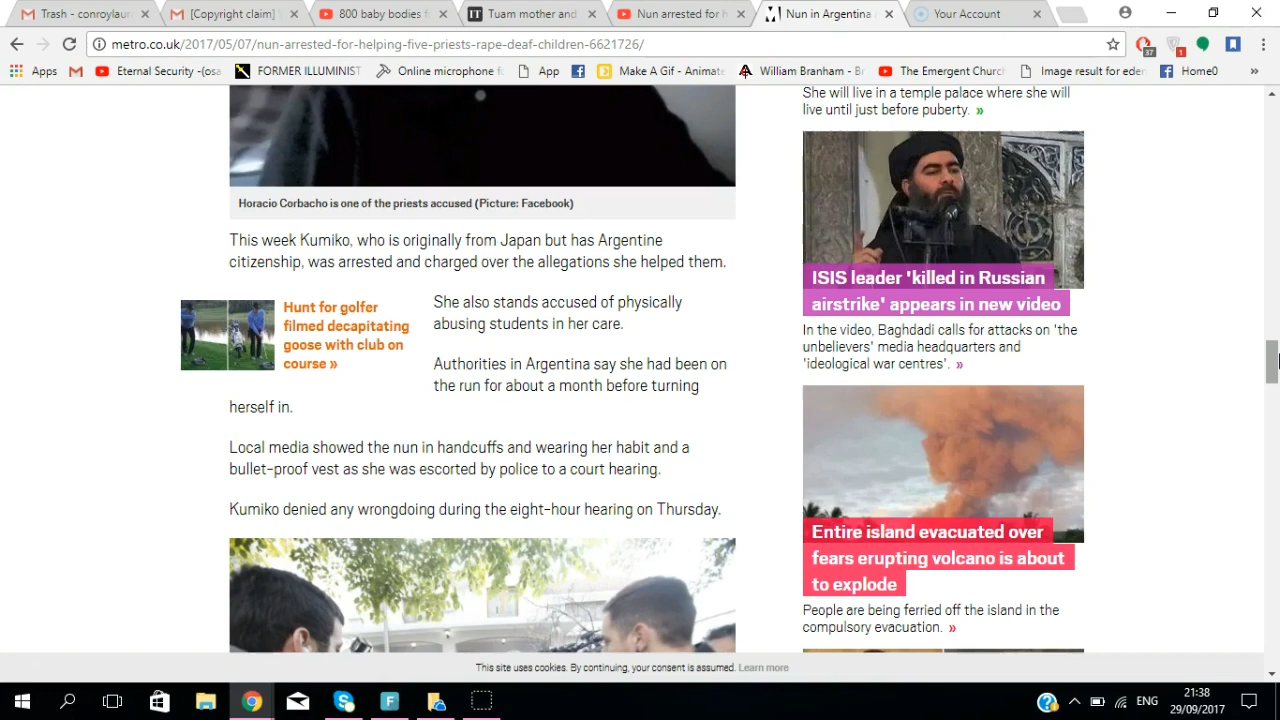 Trash - conroylaur
[Copyright claim]
800 baby bodies f
Tuam mother and
Nun arrested for h
Nun in Argentina
Your Account
metro.co.uk/2017/05/07/nun-arrested-for-helping-five-priests-rape-deaf-children-6621726/
37
1
Apps
Eternal Security -(osa
FORMER ILLUMINIST
Online microphone fo
App
Make A Gif - Animate
William Branham - Br
The Emergent Church
Image result for eden
Home0
»
She will live in a temple palace where she will
live until just before puberty. »
Horacio Corbacho is one of the priests accused (Picture: Facebook)
This week Kumiko, who is originally from Japan but has Argentine
citizenship, was arrested and charged over the allegations she helped them.
Hunt for golfer
filmed decapitating
goose with club on
course »
She also stands accused of physically
abusing students in her care.
Authorities in Argentina say she had been on
the run for about a month before turning
herself in.
Local media showed the nun in handcuffs and wearing her habit and a
bullet-proof vest as she was escorted by police to a court hearing.
Kumiko denied any wrongdoing during the eight-hour hearing on Thursday.
ISIS leader 'killed in Russian
airstrike' appears in new video
In the video, Baghdadi calls for attacks on 'the
unbelievers' media headquarters and
'ideological war centres'. »
Entire island evacuated over
fears erupting volcano is about
to explode
People are being ferried off the island in the
compulsory evacuation. »
This site uses cookies. By continuing, your consent is assumed. Learn more
ENG
21:38
29/09/2017